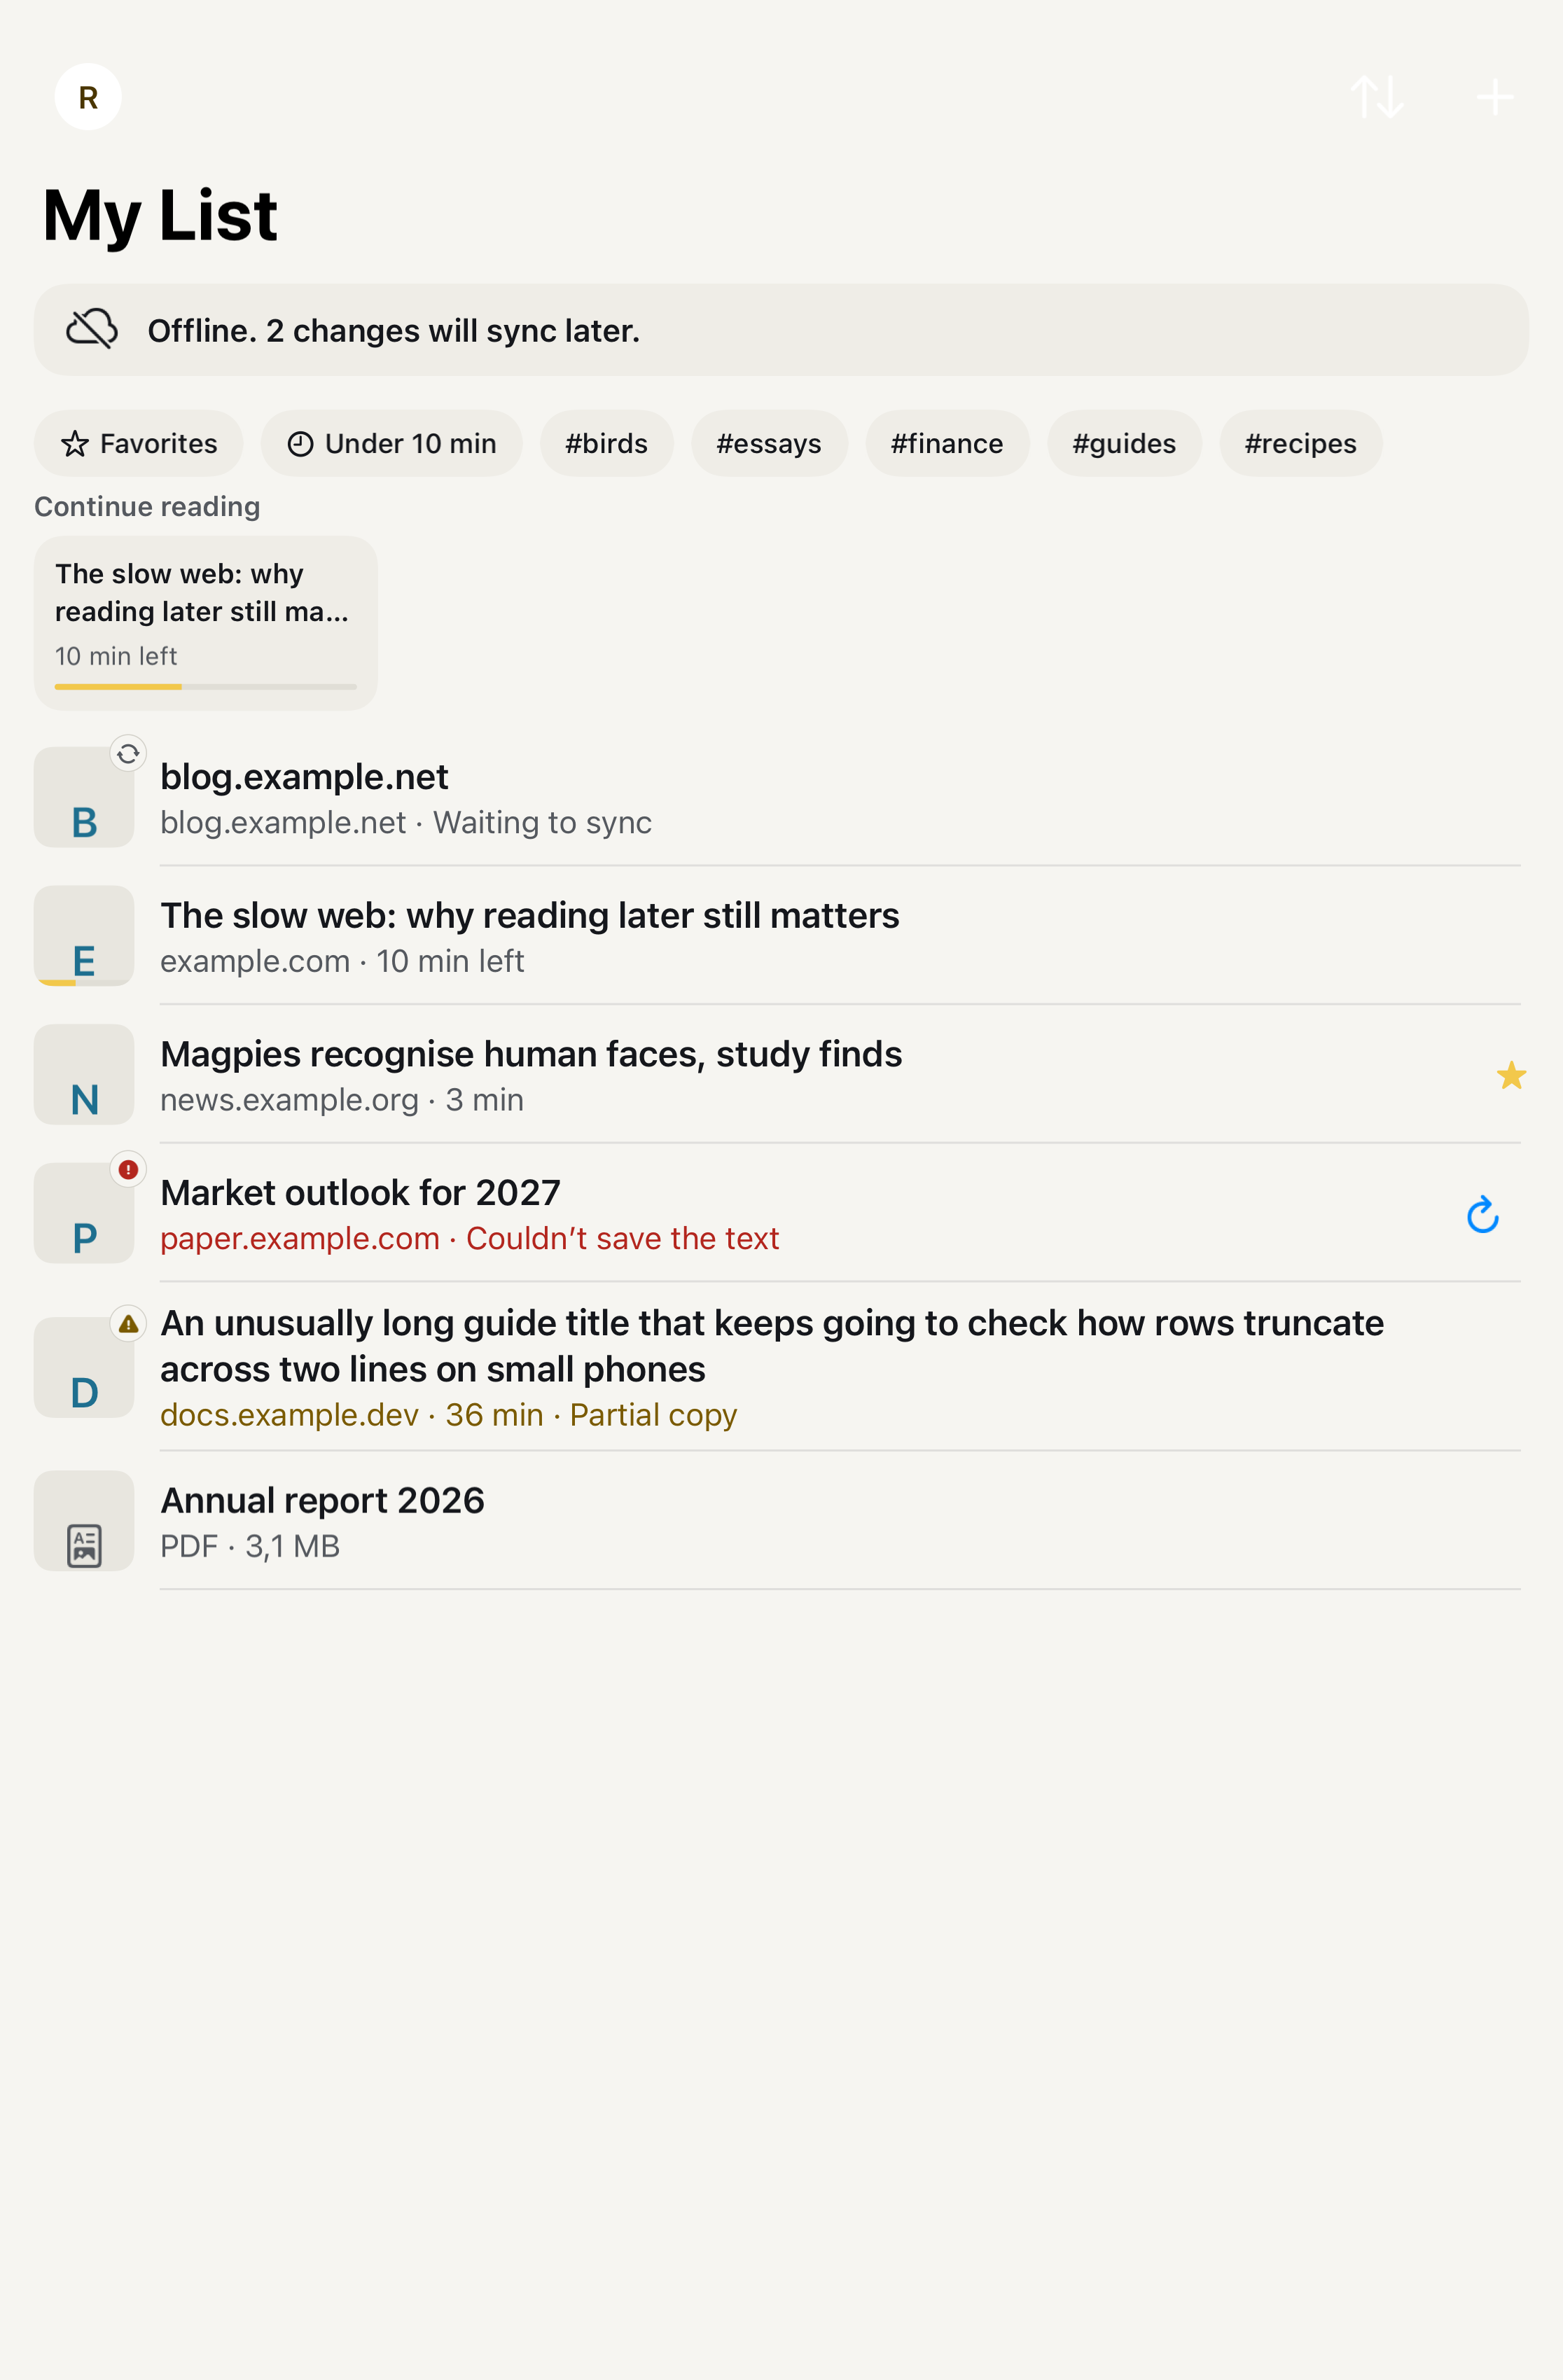 R
My List
Offline. 2 changes will sync later.
Favorites Under 10 min #birds #essays #finance #guides #recipes
Continue reading
The slow web: why
reading later still ma...
10 min left
B
blog.example.net
blog.example.net · Waiting to sync
E
The slow web: why reading later still matters
example.com · 10 min left
N
Magpies recognise human faces, study finds
news.example.org · 3 min
P
Market outlook for 2027
paper.example.com · Couldn’t save the text
D
An unusually long guide title that keeps going to check how rows truncate
across two lines on small phones
docs.example.dev · 36 min · Partial copy
Annual report 2026
PDF · 3,1 MB